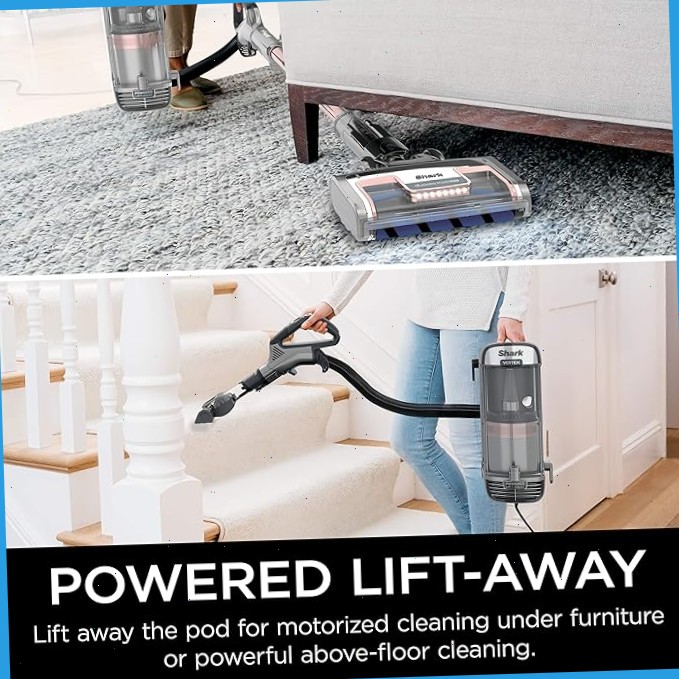 Shark
Shark
VERTEX
POWERED LIFT-AWAY
Lift away the pod for motorized cleaning under furniture
or powerful above-floor cleaning.